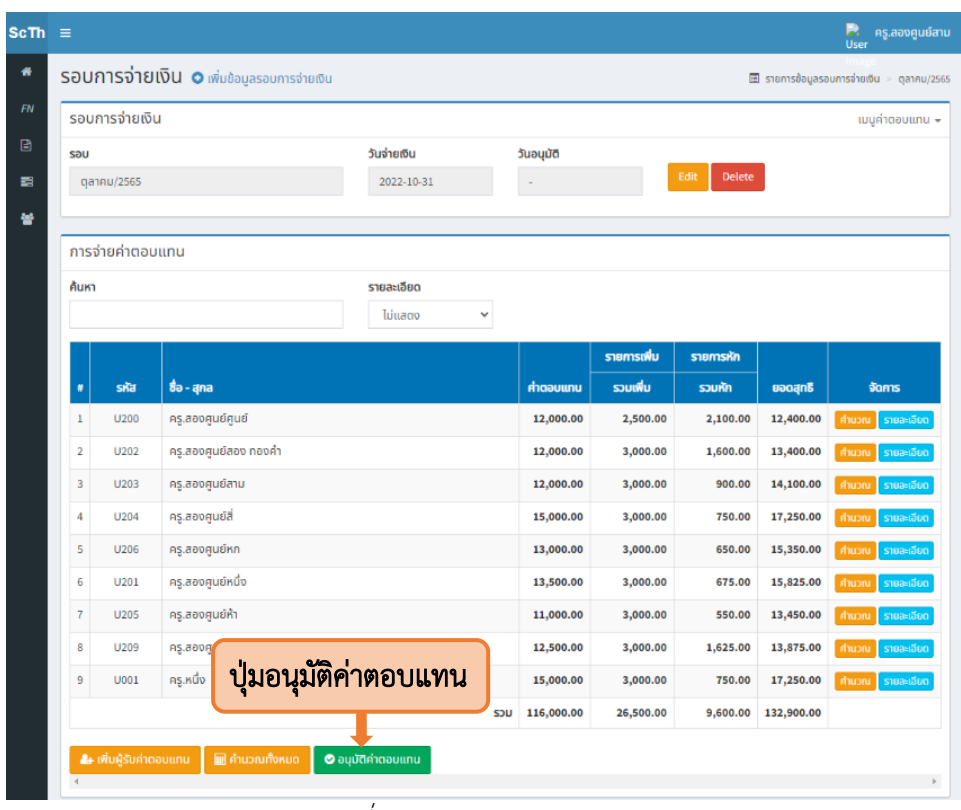 ScTh ครู.สองศูนย์สาม
User
Image
รอบการจ่ายเงิน เพิ่มข้อมูลรอบการจ่ายเงิน รายการข้อมูลรอบการจ่ายเงิน > ตุลาคม/2565
FN
รอบการจ่ายเงิน เมนูค่าตอบแทน
รอบ วันจ่ายเงิน วันอนุมัติ
ตุลาคม/2565 2022-10-31 - Edit Delete
การจ่ายค่าตอบแทน
ค้นหา รายละเอียด
ไม่แสดง
รายการเพิ่ม รายการหัก
# รหัส ชื่อ - สกุล ค่าตอบแทน รวมเพิ่ม รวมหัก ยอดสุทธิ จัดการ
1 U200 ครู.สองศูนย์ศูนย์ 12,000.00 2,500.00 2,100.00 12,400.00 คำนวณ รายละเอียด
2 U202 ครู.สองศูนย์สอง ทองคำ 12,000.00 3,000.00 1,600.00 13,400.00 คำนวณ รายละเอียด
3 U203 ครู.สองศูนย์สาม 12,000.00 3,000.00 900.00 14,100.00 คำนวณ รายละเอียด
4 U204 ครู.สองศูนย์สี่ 15,000.00 3,000.00 750.00 17,250.00 คำนวณ รายละเอียด
5 U206 ครู.สองศูนย์หก 13,000.00 3,000.00 650.00 15,350.00 คำนวณ รายละเอียด
6 U201 ครู.สองศูนย์หนึ่ง 13,500.00 3,000.00 675.00 15,825.00 คำนวณ รายละเอียด
7 U205 ครู.สองศูนย์ห้า 11,000.00 3,000.00 550.00 13,450.00 คำนวณ รายละเอียด
8 U209 12,500.00 3,000.00 1,625.00 13,875.00 คำนวณ รายละเอียด
9 U001 ครู.หนึ่ง 15,000.00 3,000.00 750.00 17,250.00 คำนวณ รายละเอียด
ปุ่มอนุมัติค่าตอบแทน
รวม 116,000.00 26,500.00 9,600.00 132,900.00
เพิ่มผู้รับค่าตอบแทน คำนวณทั้งหมด อนุมัติค่าตอบแทน